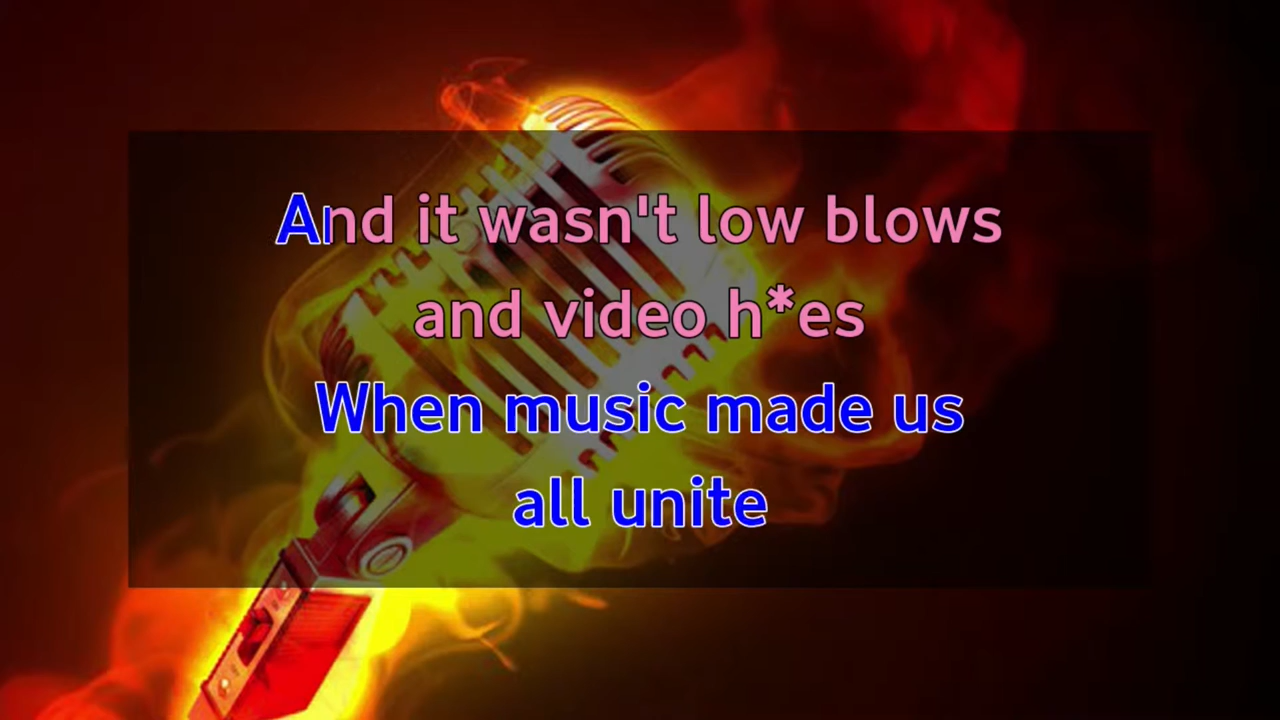 And it wasn't low blows
and video h*es
When music made us
all unite